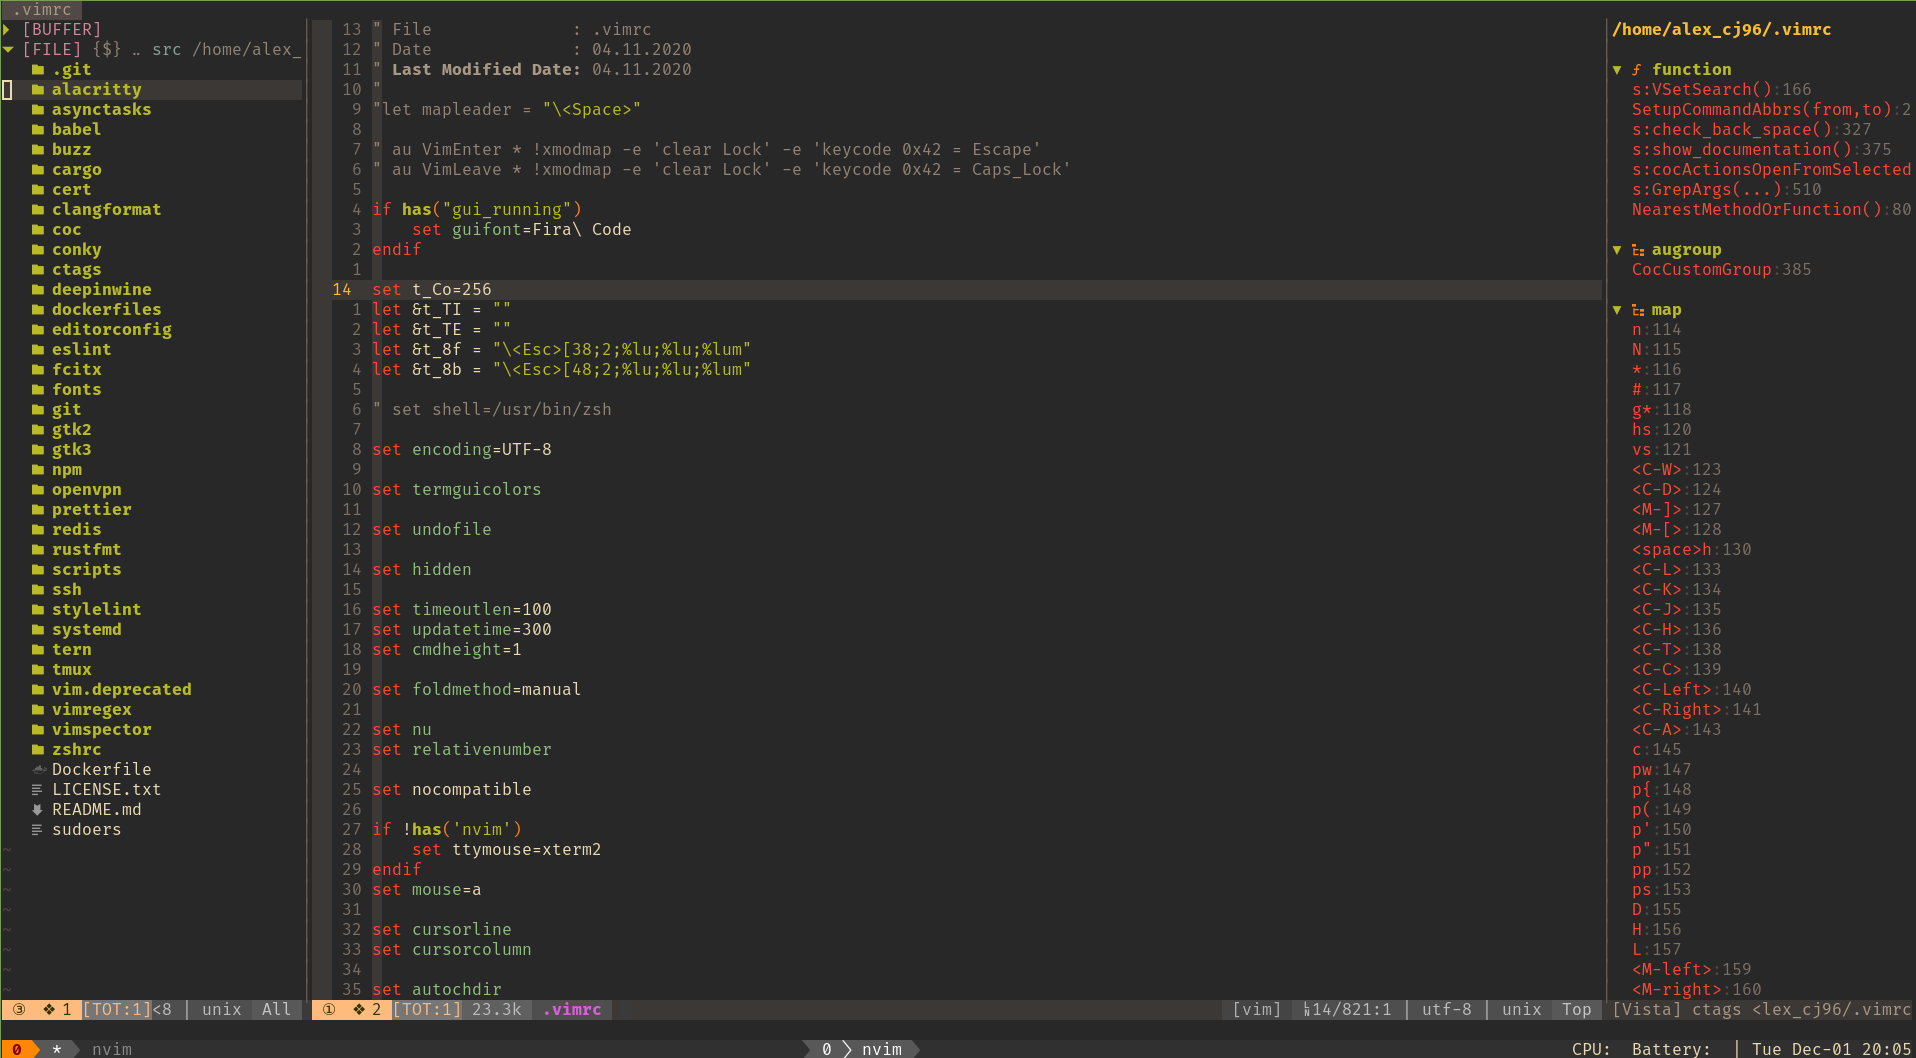 .vimrc
[BUFFER]
[FILE] {$} .. src /home/alex_
.git
alacritty
asynctasks
babel
buzz
cargo
cert
clangformat
coc
conky
ctags
deepinwine
dockerfiles
editorconfig
eslint
fcitx
fonts
git
gtk2
gtk3
npm
openvpn
prettier
redis
rustfmt
scripts
ssh
stylelint
systemd
tern
tmux
vim.deprecated
vimregex
vimspector
zshrc
Dockerfile
LICENSE.txt
README.md
sudoers
~
~
~
~
~
~
~
~
③ ❖ 1 [TOT:1]<8 | unix All
13 " File : .vimrc
12 " Date : 04.11.2020
11 " Last Modified Date: 04.11.2020
10 "
9 "let mapleader = "\<Space>"
8
7 " au VimEnter * !xmodmap -e 'clear Lock' -e 'keycode 0x42 = Escape'
6 " au VimLeave * !xmodmap -e 'clear Lock' -e 'keycode 0x42 = Caps_Lock'
5
4 if has("gui_running")
3 set guifont=Fira\ Code
2 endif
1
14 set t_Co=256
1 let &t_TI = ""
2 let &t_TE = ""
3 let &t_8f = "\<Esc>[38;2;%lu;%lu;%lum"
4 let &t_8b = "\<Esc>[48;2;%lu;%lu;%lum"
5
6 " set shell=/usr/bin/zsh
7
8 set encoding=UTF-8
9
10 set termguicolors
11
12 set undofile
13
14 set hidden
15
16 set timeoutlen=100
17 set updatetime=300
18 set cmdheight=1
19
20 set foldmethod=manual
21
22 set nu
23 set relativenumber
24
25 set nocompatible
26
27 if !has('nvim')
28 set ttymouse=xterm2
29 endif
30 set mouse=a
31
32 set cursorline
33 set cursorcolumn
34
35 set autochdir
① ❖ 2 [TOT:1] 23.3k .vimrc [vim] 14/821:1 | utf-8 | unix Top
/home/alex_cj96/.vimrc
▼ ƒ function
s:VSetSearch():166
SetupCommandAbbrs(from,to):2
s:check_back_space():327
s:show_documentation():375
s:cocActionsOpenFromSelected
s:GrepArgs(...):510
NearestMethodOrFunction():80
▼ augroup
CocCustomGroup:385
▼ map
n:114
N:115
*:116
#:117
g*:118
hs:120
vs:121
<C-W>:123
<C-D>:124
<M-]>:127
<M-[>:128
<space>h:130
<C-L>:133
<C-K>:134
<C-J>:135
<C-H>:136
<C-T>:138
<C-C>:139
<C-Left>:140
<C-Right>:141
<C-A>:143
c:145
pw:147
p{:148
p(:149
p':150
p":151
pp:152
ps:153
D:155
H:156
L:157
<M-left>:159
<M-right>:160
[Vista] ctags <lex_cj96/.vimrc
0 * nvim 0 nvim CPU: Battery: | Tue Dec-01 20:05